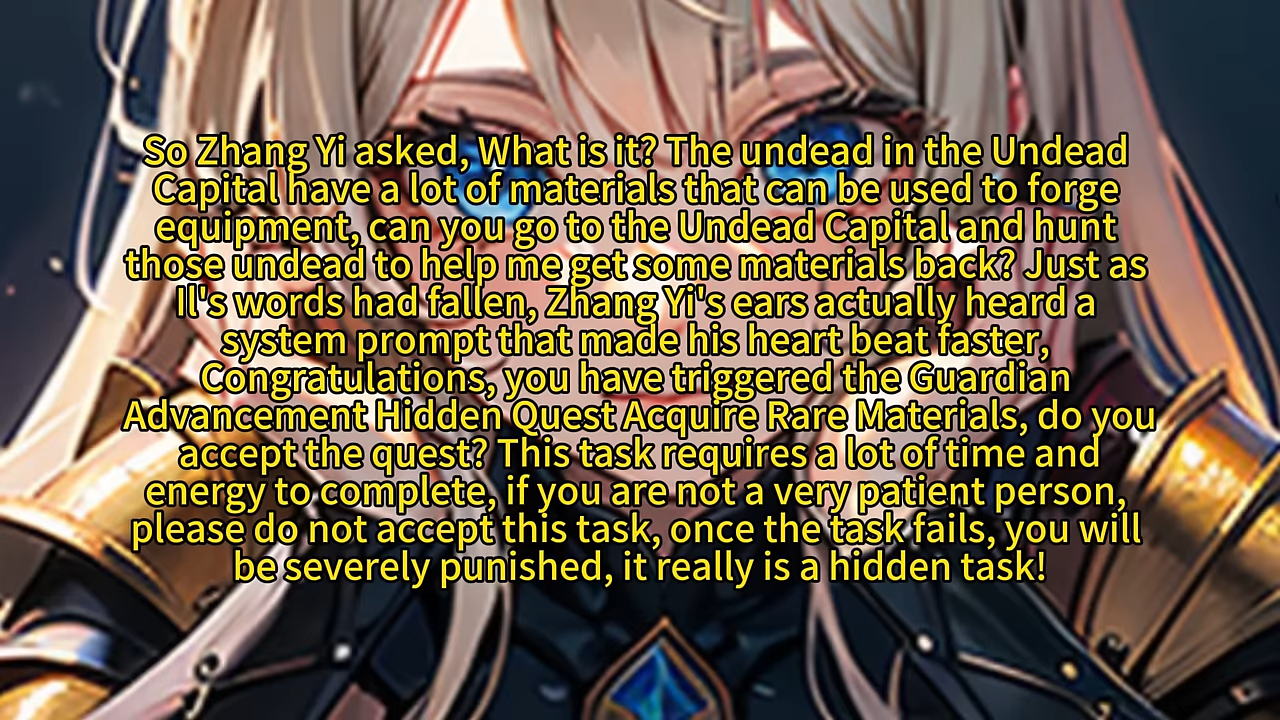 So Zhang Yi asked, What is it? The undead in the Undead
Capital have a lot of materials that can be used to forge
equipment, can you go to the Undead Capital and hunt
those undead to help me get some materials back? Just as
Il's words had fallen, Zhang Yi's ears actually heard a
system prompt that made his heart beat faster,
Congratulations, you have triggered the Guardian
Advancement Hidden Quest Acquire Rare Materials, do you
accept the quest? This task requires a lot of time and
energy to complete, if you are not a very patient person,
please do not accept this task, once the task fails, you will
be severely punished, it really is a hidden task!